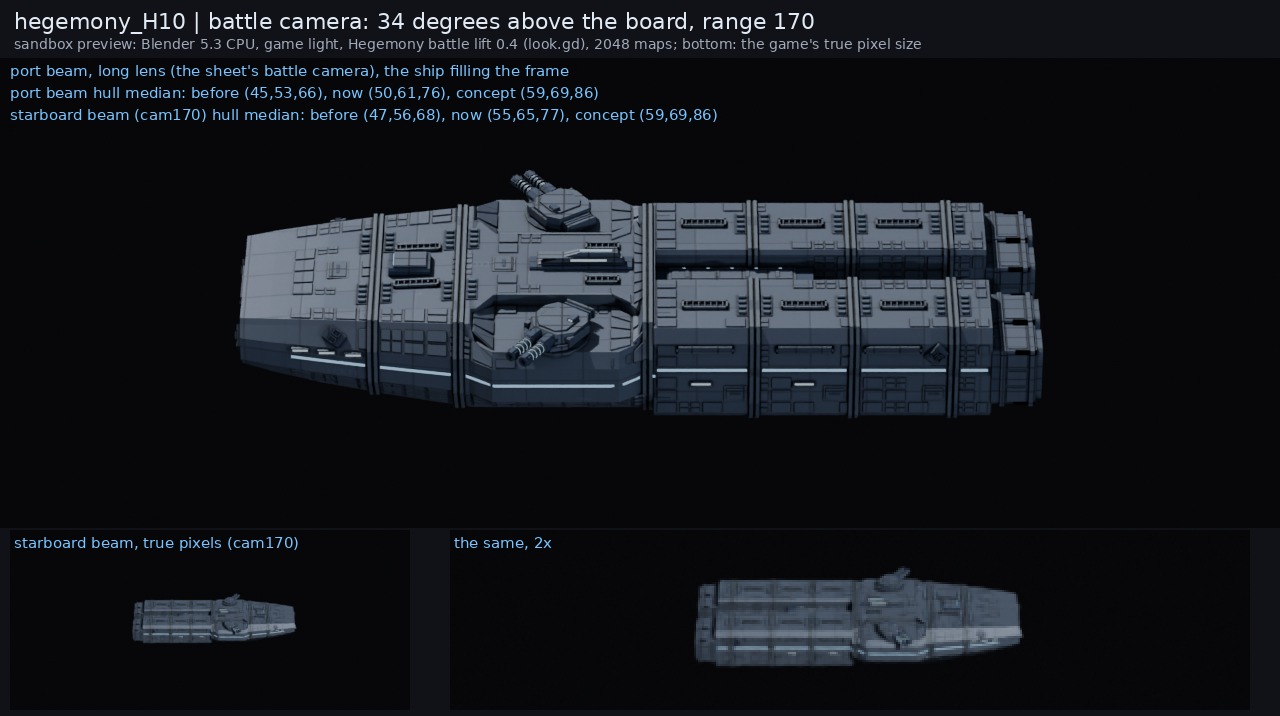 hegemony_H10 | battle camera: 34 degrees above the board, range 170
sandbox preview: Blender 5.3 CPU, game light, Hegemony battle lift 0.4 (look.gd), 2048 maps; bottom: the game's true pixel size
port beam, long lens (the sheet's battle camera), the ship filling the frame
port beam hull median: before (45,53,66), now (50,61,76), concept (59,69,86)
starboard beam (cam170) hull median: before (47,56,68), now (55,65,77), concept (59,69,86)
starboard beam, true pixels (cam170)
the same, 2x